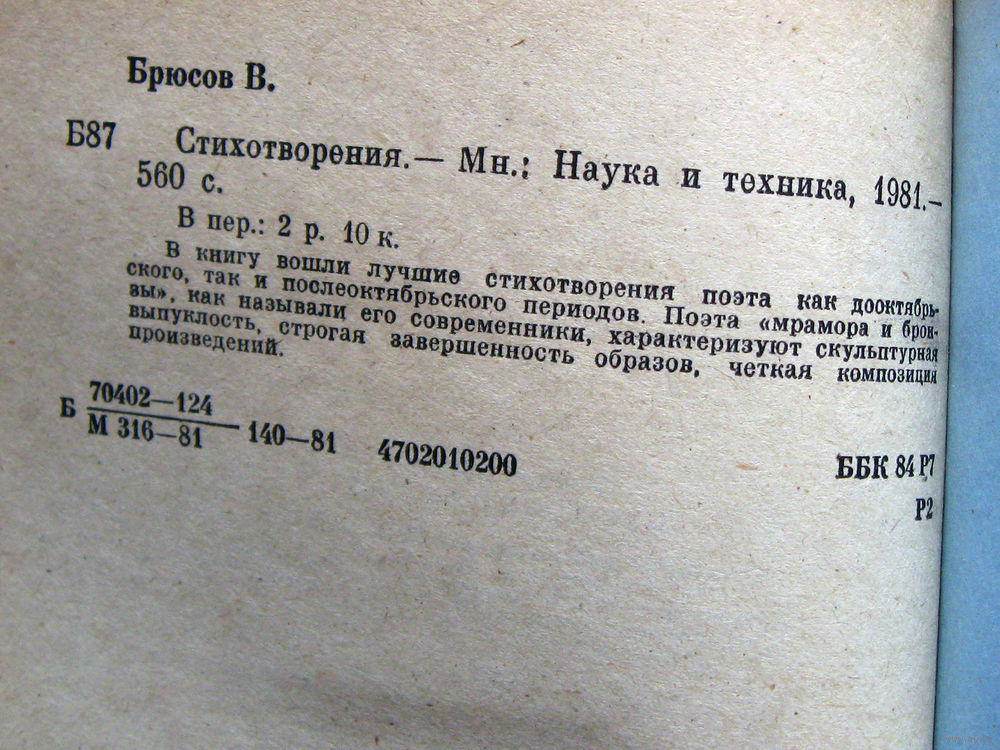 Брюсов В.
Б87 Стихотворения.— Мн.: Наука и техника, 1981.—
560 с.
В пер.: 2 р. 10 к.
В книгу вошли лучшие стихотворения поэта как дооктябрь-
ского, так и послеоктябрьского периодов. Поэта «мрамора и брон-
зы», как называли его современники, характеризуют скульптурная
выпуклость, строгая завершенность образов, четкая композиция
произведений.
Б 70402—124
М 316—81 140—81 4702010200
ББК 84 Р7
Р2